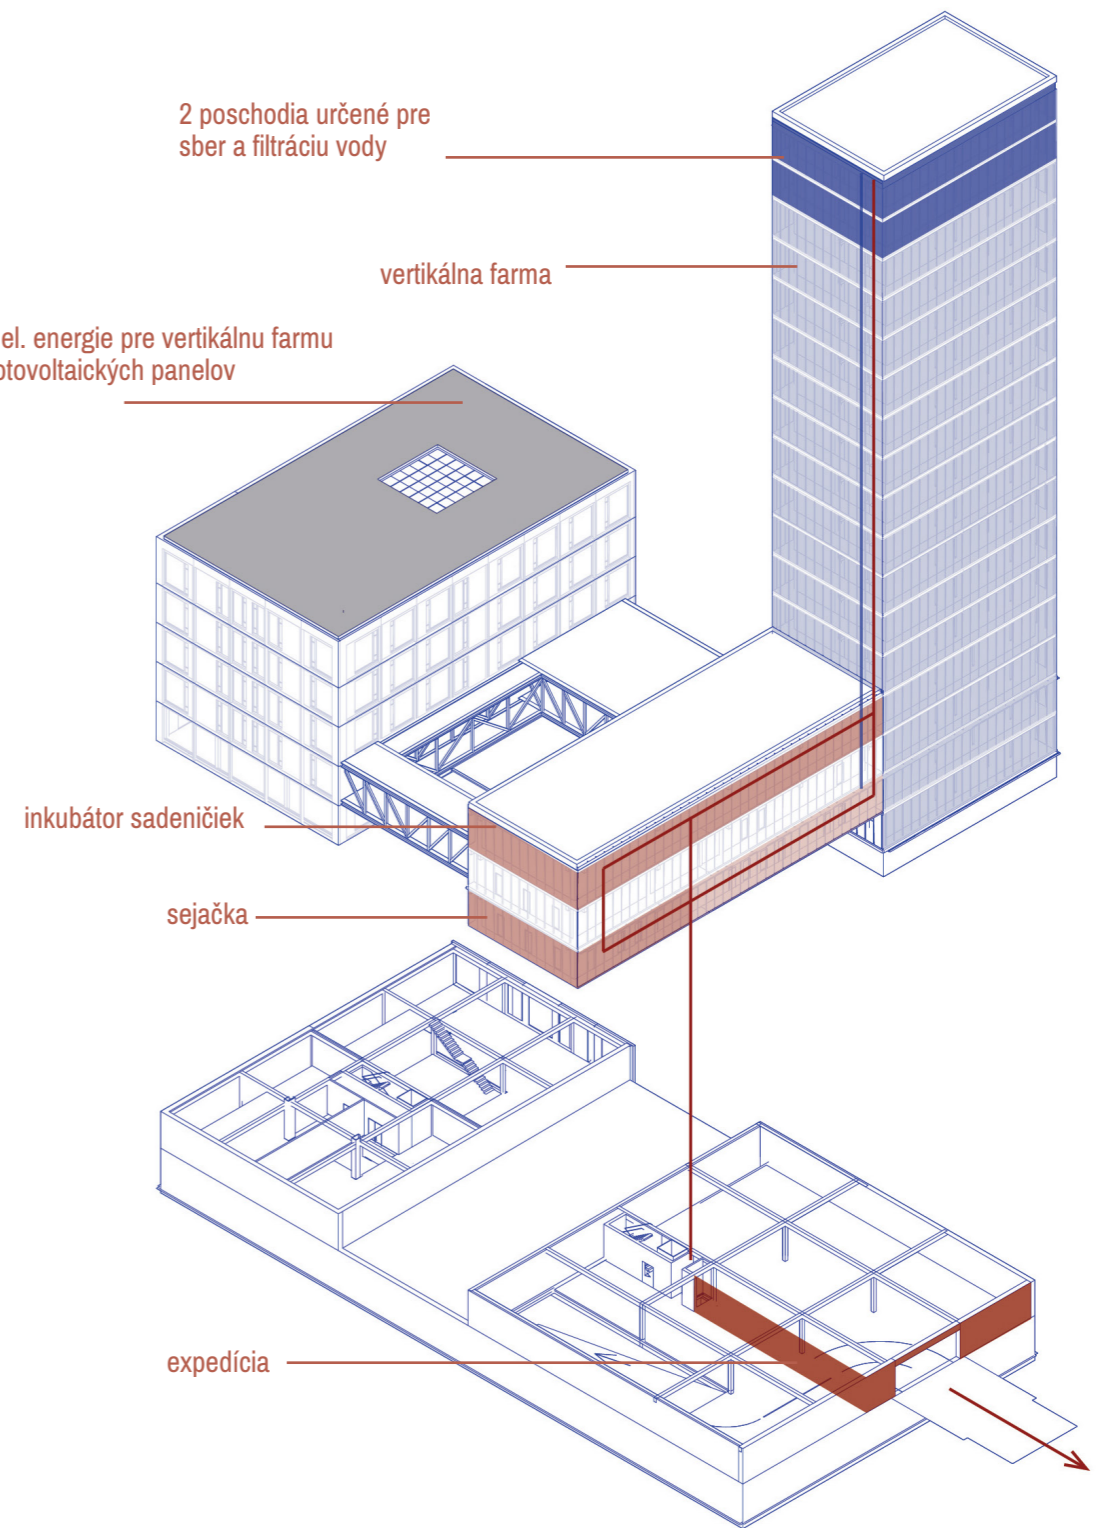 2 poschodia určené pre
sber a filtráciu vody
vertikálna farma
el. energie pre vertikálnu farmu
otovoltaických panelov
inkubátor sadeničiek
sejačka
expedícia